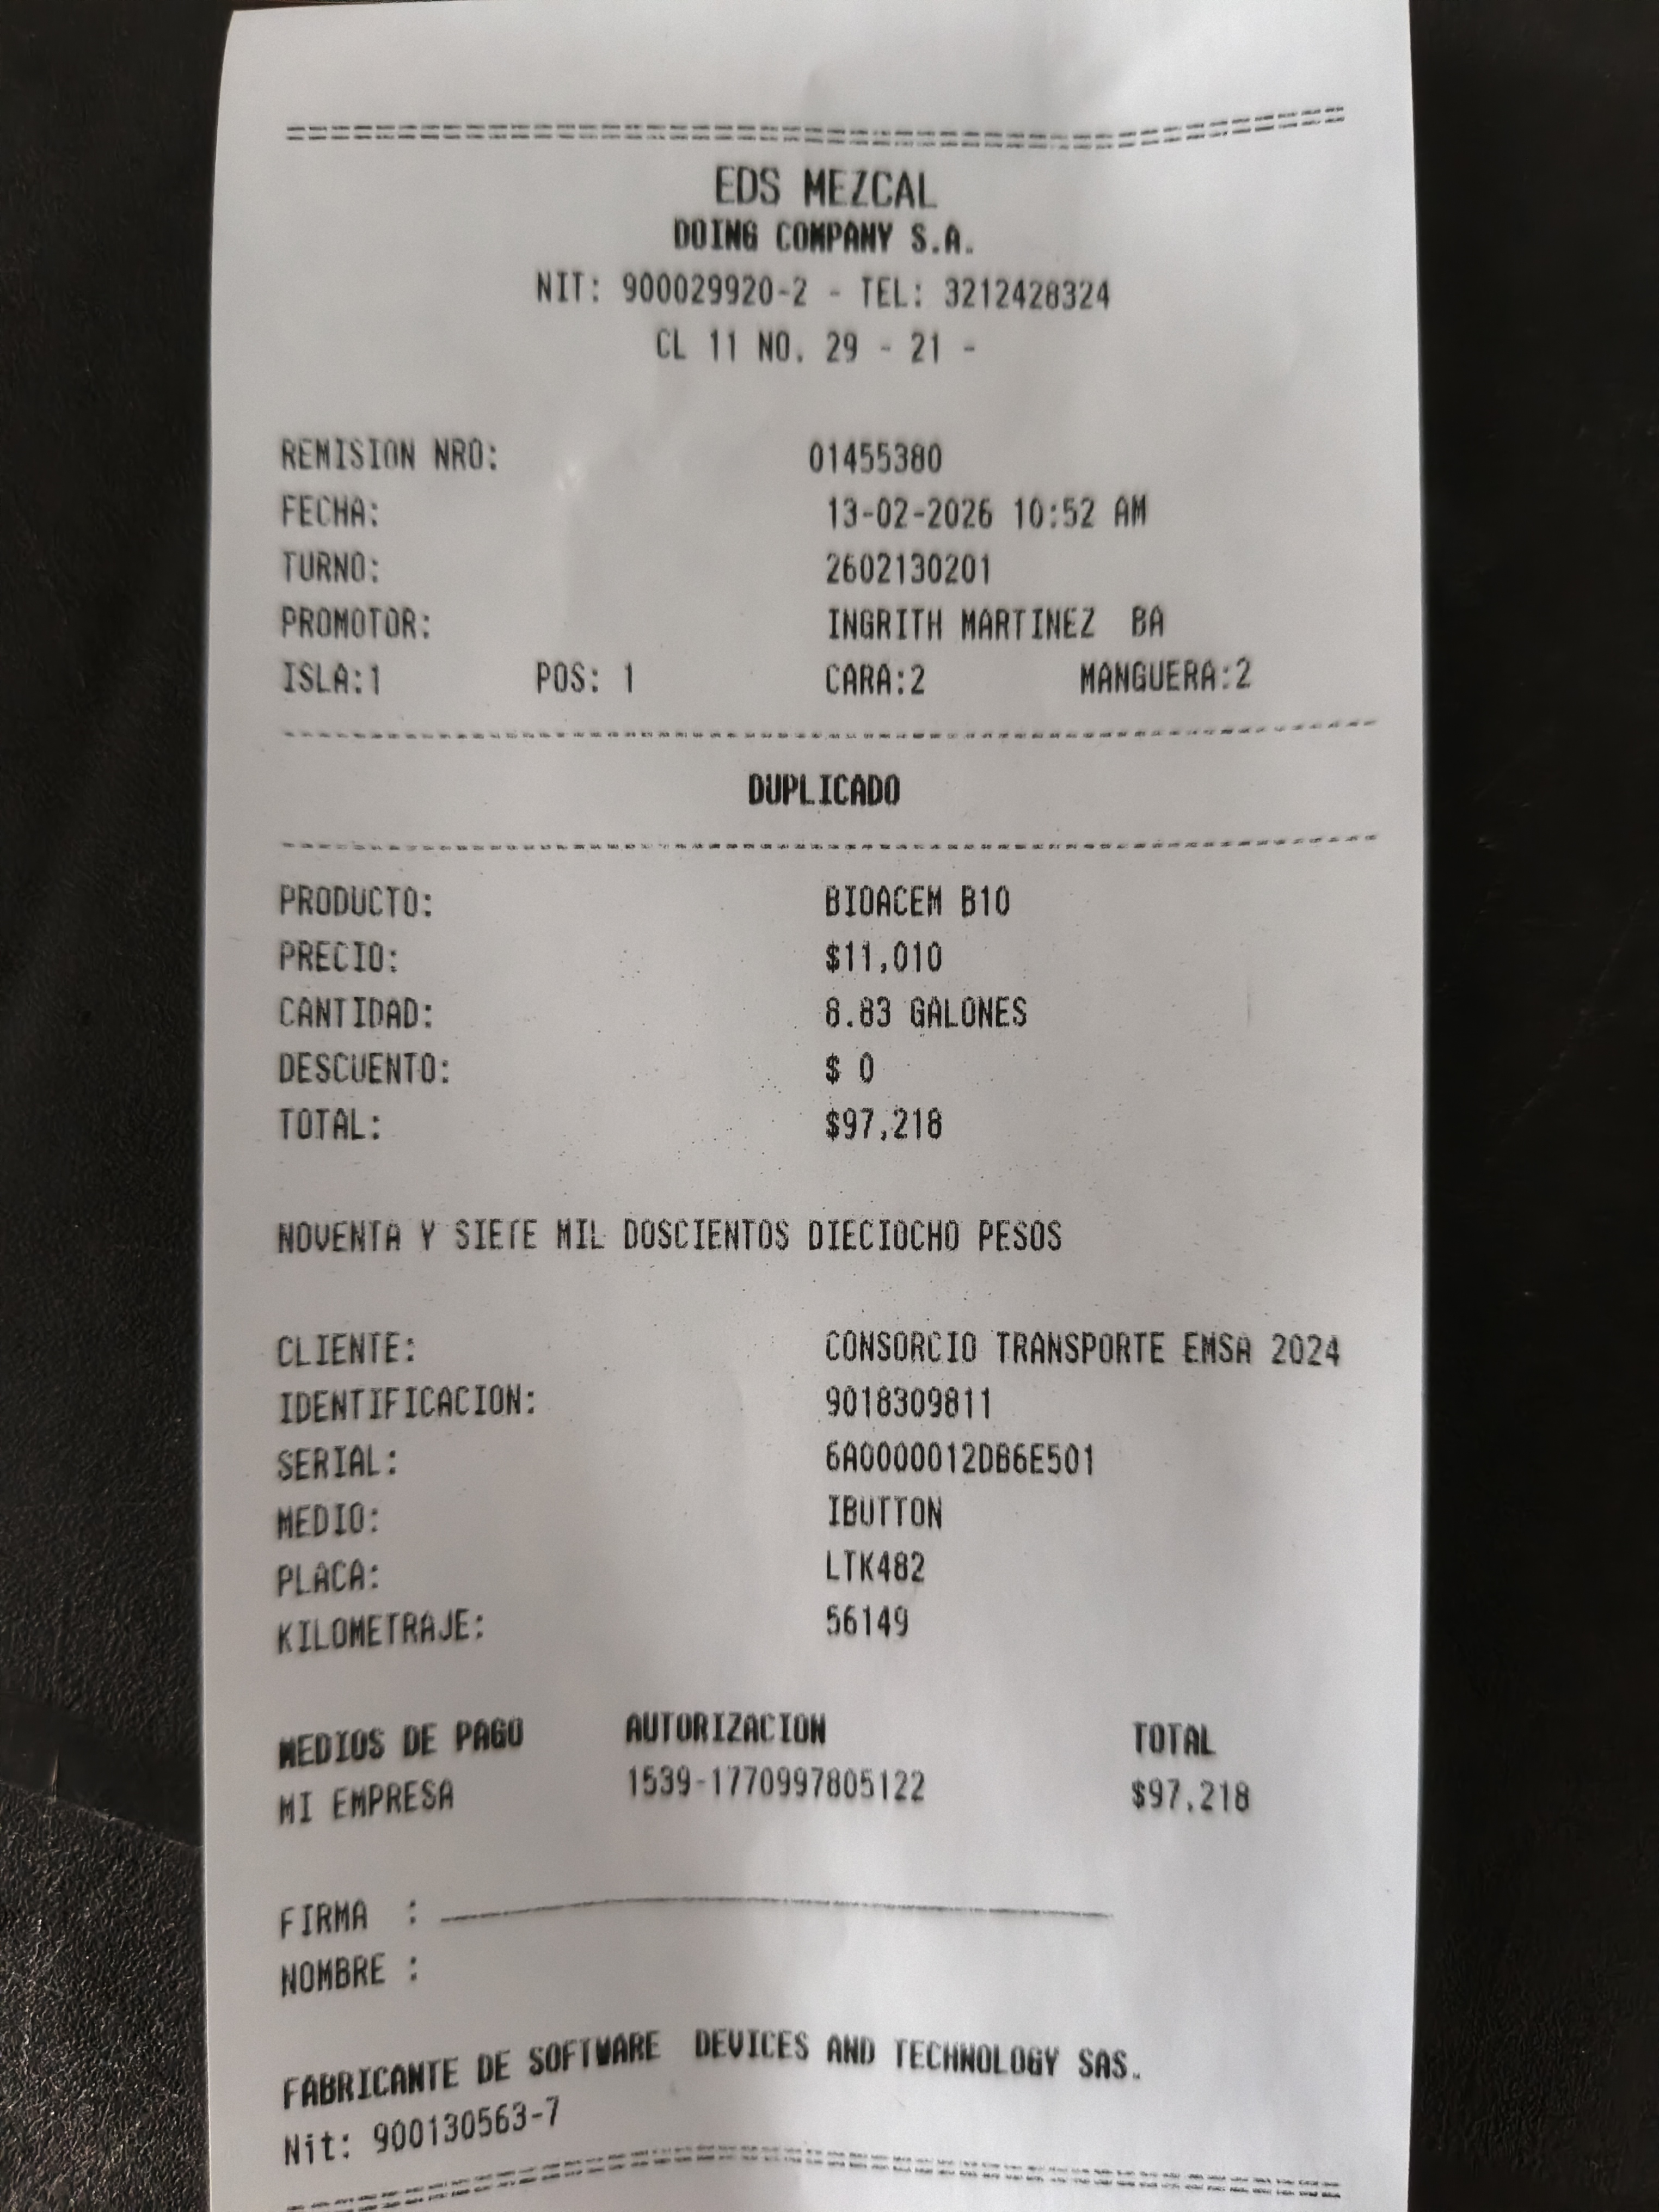 EDS MEZCAL
DOING COMPANY S.A.
NIT: 900029920-2 - TEL: 3212428324
CL 11 NO. 29 - 21 -
REMISION NRO: 01455380
FECHA: 13-02-2026 10:52 AM
TURNO: 2602130201
PROMOTOR: INGRITH MARTINEZ BA
ISLA:1 POS: 1 CARA:2 MANGUERA:2
DUPLICADO
PRODUCTO: BIOACEM B10
PRECIO: $11,010
CANTIDAD: 8.83 GALONES
DESCUENTO: $ 0
TOTAL: $97,218
NOVENTA Y SIETE MIL DOSCIENTOS DIECIOCHO PESOS
CLIENTE: CONSORCIO TRANSPORTE EMSA 2024
IDENTIFICACION: 9018309811
SERIAL: 6A0000012DB6E501
MEDIO: IBUTTON
PLACA: LTK482
KILOMETRAJE: 56149
MEDIOS DE PAGO AUTORIZACION TOTAL
MI EMPRESA 1539-1770997805122 $97,218
FIRMA :
NOMBRE :
FABRICANTE DE SOFTWARE DEVICES AND TECHNOLOGY SAS.
Nit: 900130563-7